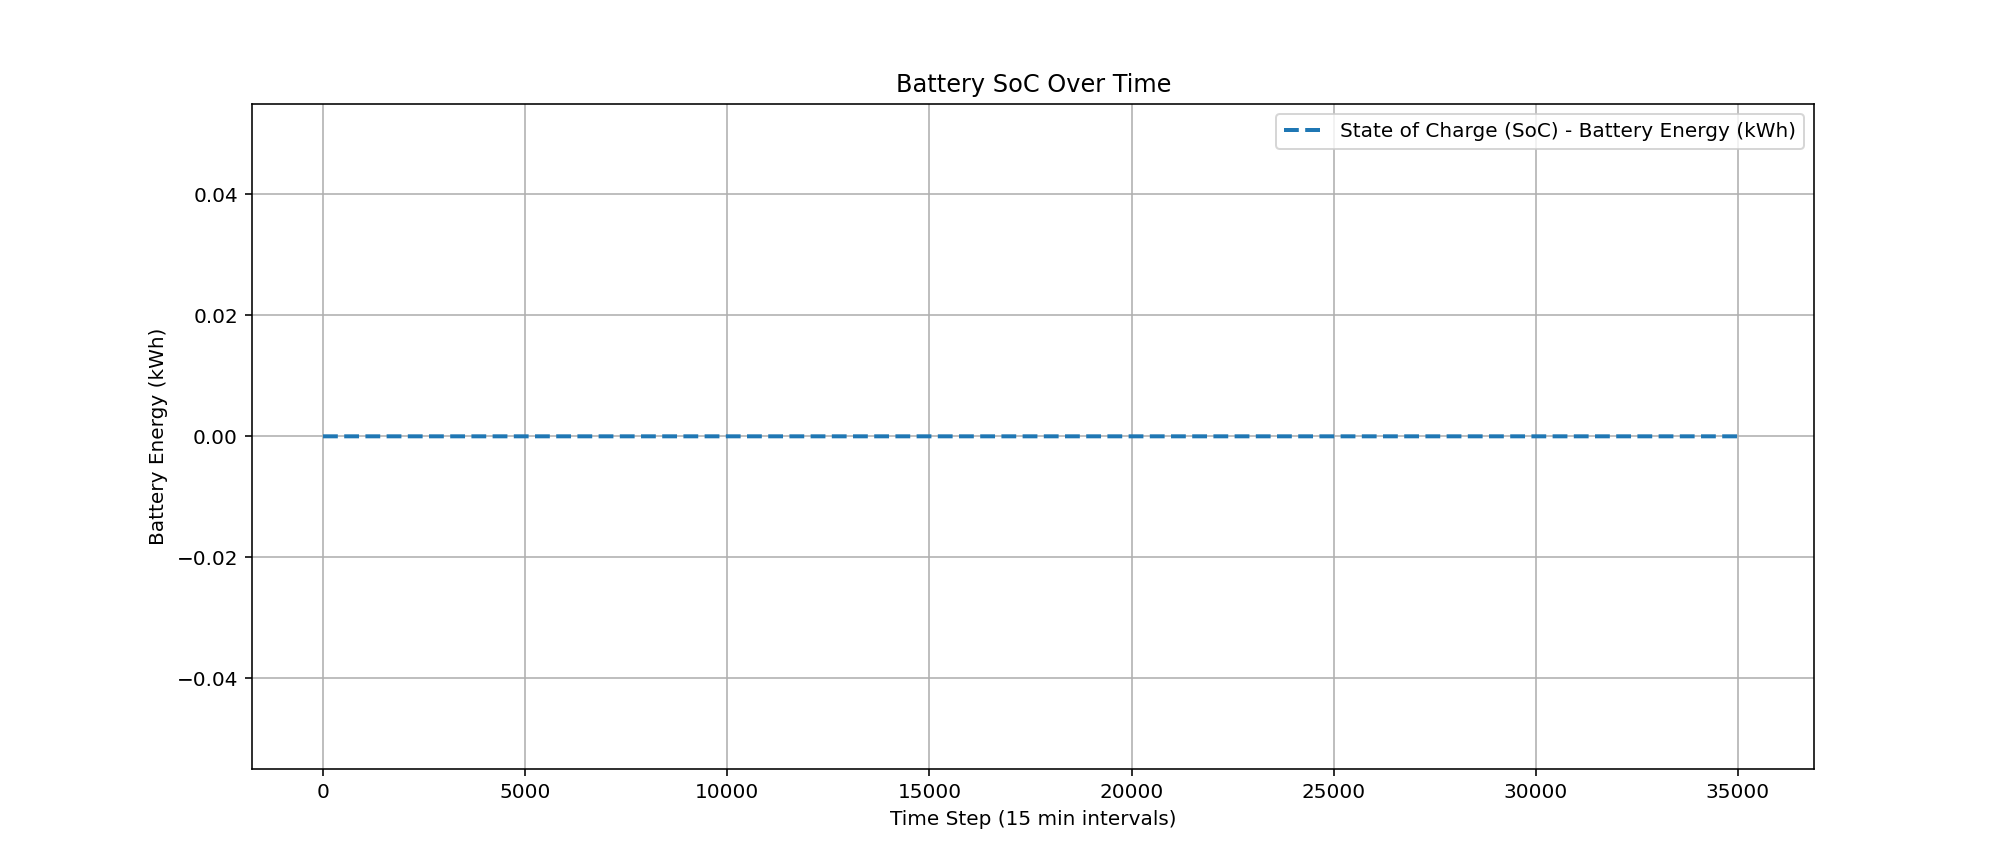 Battery SoC Over Time
State of Charge (SoC) - Battery Energy (kWh)
Battery Energy (kWh)
0.04
0.02
0.00
−0.02
−0.04
0 5000 10000 15000 20000 25000 30000 35000
Time Step (15 min intervals)